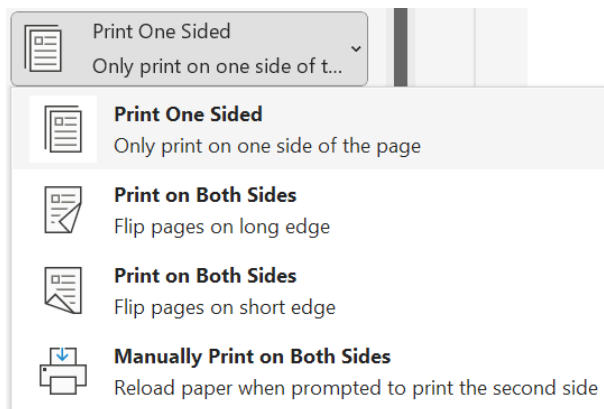 Print One Sided
Only print on one side of t...
Print One Sided
Only print on one side of the page
Print on Both Sides
Flip pages on long edge
Print on Both Sides
Flip pages on short edge
Manually Print on Both Sides
Reload paper when prompted to print the second side